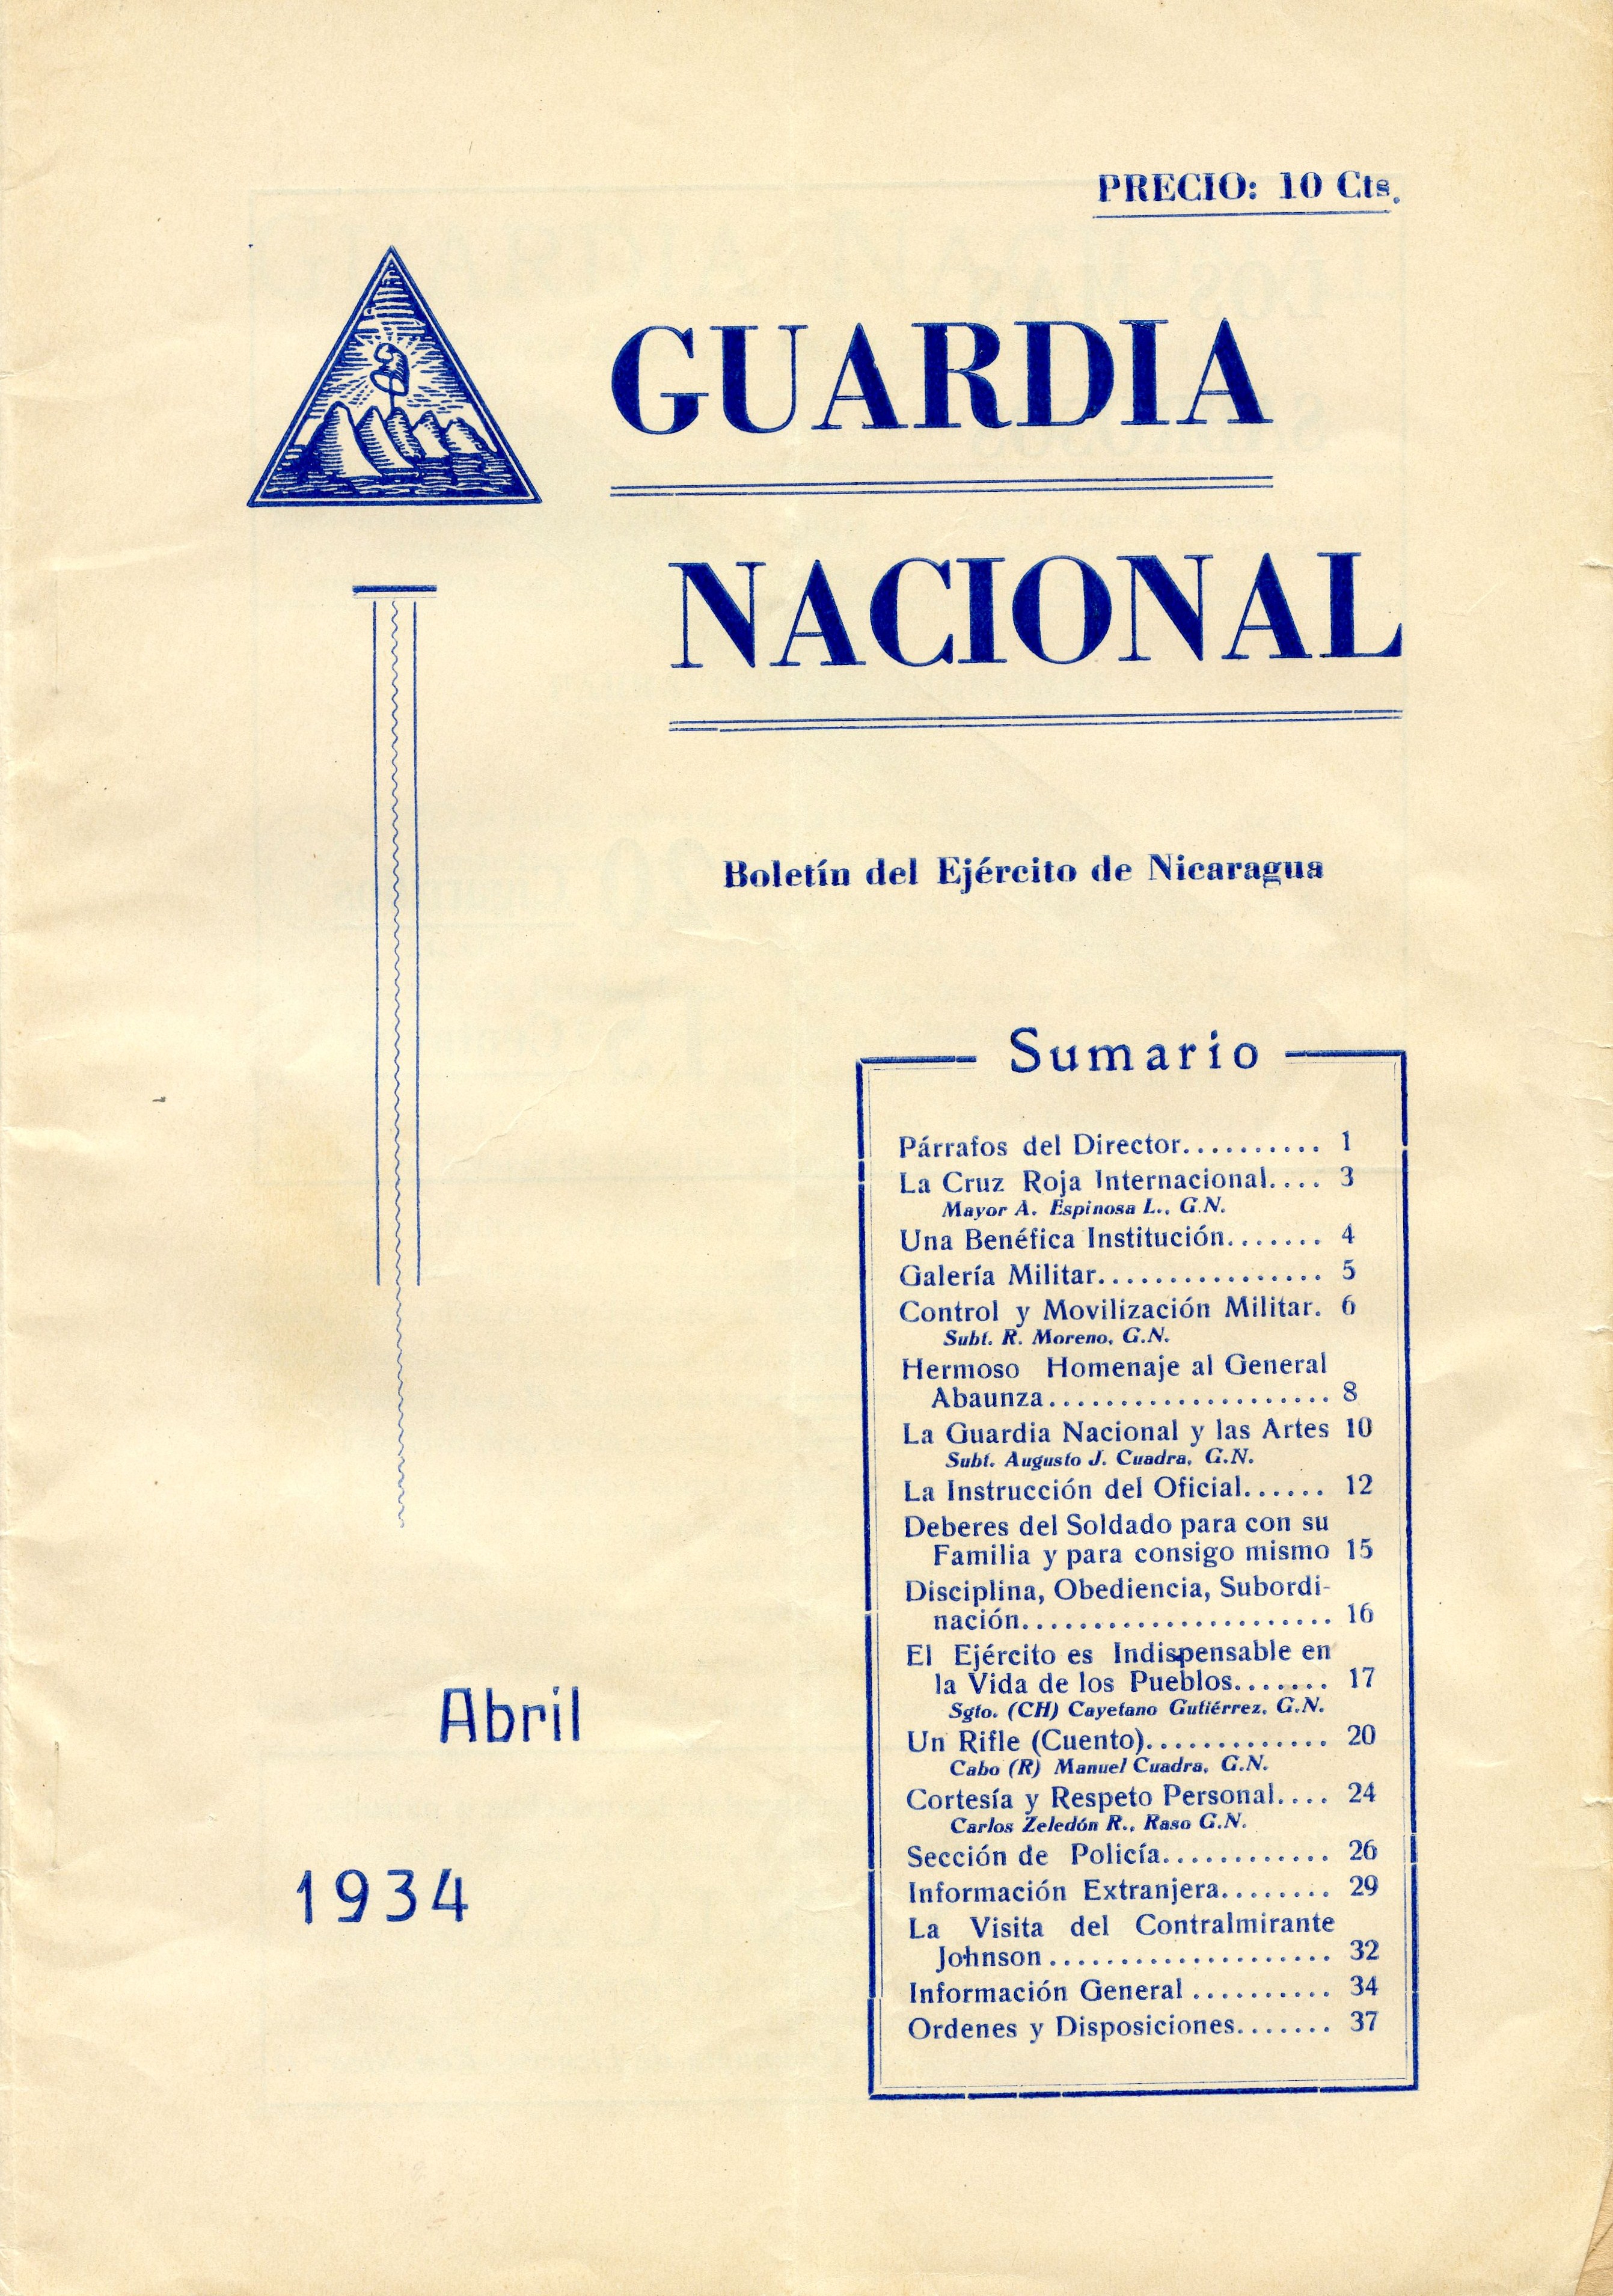 PRECIO: 10 Cts.
GUARDIA
NACIONAL
Boletín del Ejército de Nicaragua
Sumario
Párrafos del Director.......... 1
La Cruz Roja Internacional.... 3
Mayor A. Espinosa L., G.N.
Una Benéfica Institución....... 4
Galería Militar................ 5
Control y Movilización Militar. 6
Subt. R. Moreno, G.N.
Hermoso Homenaje al General
Abaunza.................... 8
La Guardia Nacional y las Artes 10
Subt. Augusto J. Cuadra, G.N.
La Instrucción del Oficial...... 12
Deberes del Soldado para con su
Familia y para consigo mismo 15
Disciplina, Obediencia, Subordi-
nación...................... 16
El Ejército es Indispensable en
la Vida de los Pueblos....... 17
Sgto. (CH) Cayetano Gutiérrez, G.N.
Un Rifle (Cuento)............. 20
Cabo (R) Manuel Cuadra, G.N.
Cortesía y Respeto Personal.... 24
Carlos Zeledón R., Raso G.N.
Sección de Policía............ 26
Información Extranjera........ 29
La Visita del Contralmirante
Johnson.................... 32
Información General .......... 34
Ordenes y Disposiciones....... 37
Abril
1934